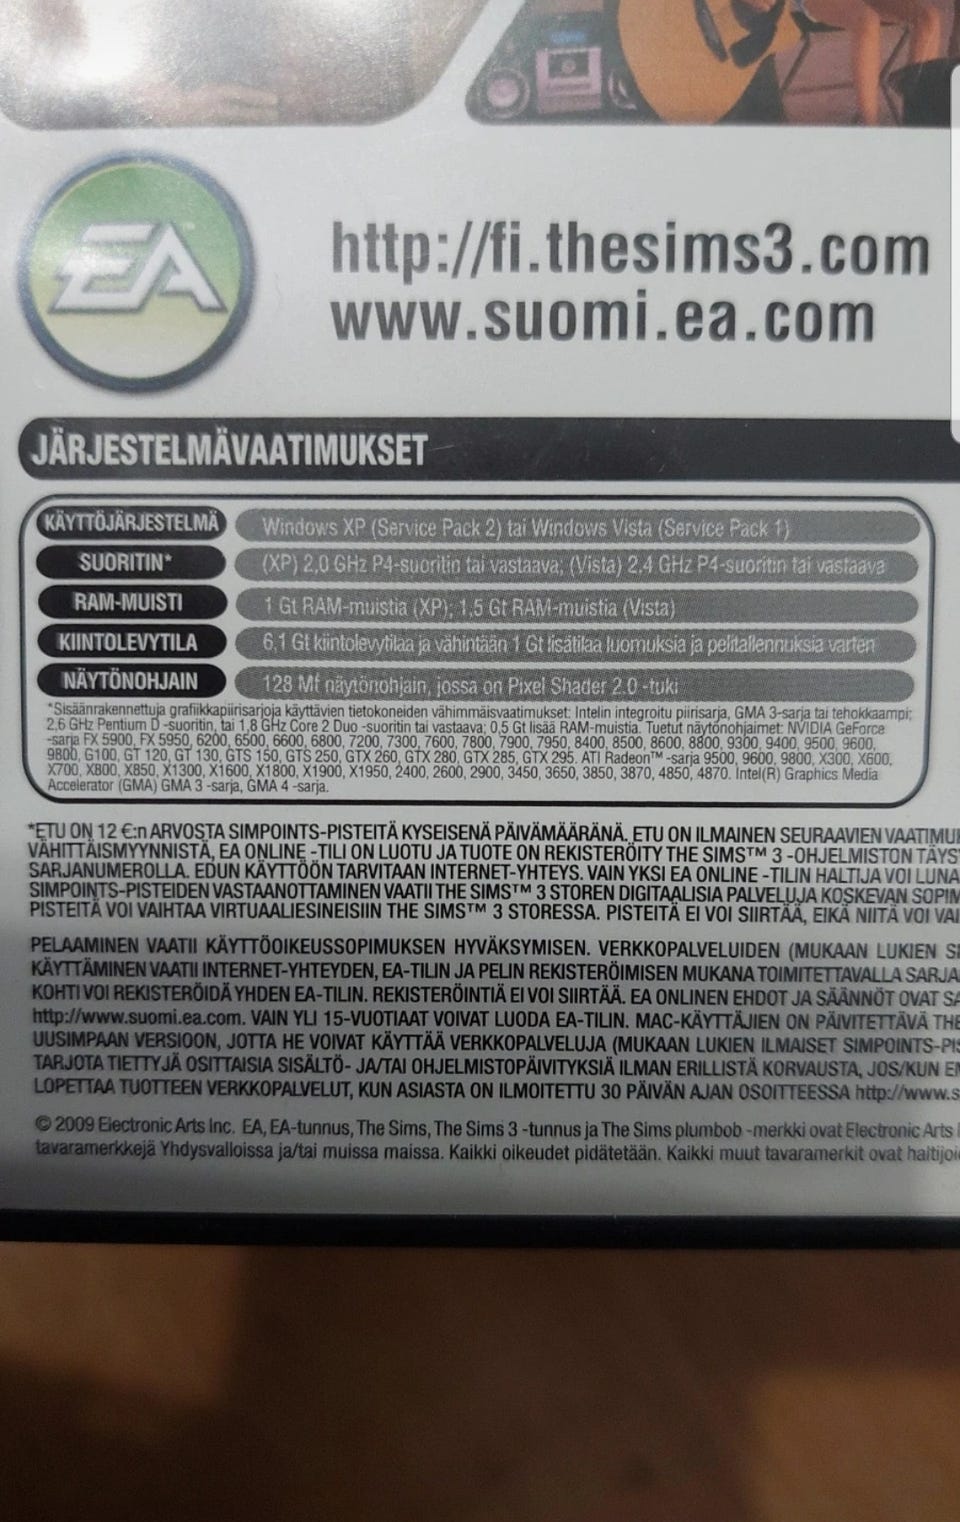 EA™
http://fi.thesims3.com
www.suomi.ea.com
JÄRJESTELMÄVAATIMUKSET
KÄYTTÖJÄRJESTELMÄ Windows XP (Service Pack 2) tai Windows Vista (Service Pack 1)
SUORITIN* (XP) 2,0 GHz P4-suoritin tai vastaava; (Vista) 2,4 GHz P4-suoritin tai vastaava
RAM-MUISTI 1 Gt RAM-muistia (XP); 1,5 Gt RAM-muistia (Vista)
KIINTOLEVYTILA 6,1 Gt kiintolevytilaa ja vähintään 1 Gt lisätilaa luomuksia ja pelitallennuksia varten
NÄYTÖNOHJAIN 128 Mt näytönohjain, jossa on Pixel Shader 2.0 -tuki
*Sisäänrakennettuja grafiikkapiirisarjoja käyttävien tietokoneiden vähimmäisvaatimukset: Intelin integroitu piirisarja, GMA 3-sarja tai tehokkaampi;
2,6 GHz Pentium D -suoritin, tai 1,8 GHz Core 2 Duo -suoritin tai vastaava; 0,5 Gt lisää RAM-muistia. Tuetut näytönohjaimet: NVIDIA GeForce
-sarja FX 5900, FX 5950, 6200, 6500, 6600, 6800, 7200, 7300, 7600, 7800, 7900, 7950, 8400, 8500, 8600, 8800, 9300, 9400, 9500, 9600,
9800, G100, GT 120, GT 130, GTS 150, GTS 250, GTX 260, GTX 280, GTX 285, GTX 295. ATI Radeon™ -sarja 9500, 9600, 9800, X300, X600,
X700, X800, X850, X1300, X1600, X1800, X1900, X1950, 2400, 2600, 2900, 3450, 3650, 3850, 3870, 4850, 4870. Intel(R) Graphics Media
Accelerator (GMA) GMA 3 -sarja, GMA 4 -sarja.
*ETU ON 12 €:n ARVOSTA SIMPOINTS-PISTEITÄ KYSEISENÄ PÄIVÄMÄÄRÄNÄ. ETU ON ILMAINEN SEURAAVIEN VAATIMU
VÄHITTÄISMYYNNISTÄ, EA ONLINE -TILI ON LUOTU JA TUOTE ON REKISTERÖITY THE SIMS™ 3 -OHJELMISTON TÄYS
SARJANUMEROLLA. EDUN KÄYTTÖÖN TARVITAAN INTERNET-YHTEYS. VAIN YKSI EA ONLINE -TILIN HALTIJA VOI LUNA
SIMPOINTS-PISTEIDEN VASTAANOTTAMINEN VAATII THE SIMS™ 3 STOREN DIGITAALISIA PALVELUJA KOSKEVAN SOPIM
PISTEITÄ VOI VAIHTAA VIRTUAALIESINEISIIN THE SIMS™ 3 STORESSA. PISTEITÄ EI VOI SIIRTÄÄ, EIKÄ NIITÄ VOI VAI
PELAAMINEN VAATII KÄYTTÖOIKEUSSOPIMUKSEN HYVÄKSYMISEN. VERKKOPALVELUIDEN (MUKAAN LUKIEN SI
KÄYTTÄMINEN VAATII INTERNET-YHTEYDEN, EA-TILIN JA PELIN REKISTERÖIMISEN MUKANA TOIMITETTAVALLA SARJA
KOHTI VOI REKISTERÖIDÄ YHDEN EA-TILIN. REKISTERÖINTIÄ EI VOI SIIRTÄÄ. EA ONLINEN EHDOT JA SÄÄNNÖT OVAT SA
http://www.suomi.ea.com. VAIN YLI 15-VUOTIAAT VOIVAT LUODA EA-TILIN. MAC-KÄYTTÄJIEN ON PÄIVITETTÄVÄ THE
UUSIMPAAN VERSIOON, JOTTA HE VOIVAT KÄYTTÄÄ VERKKOPALVELUJA (MUKAAN LUKIEN ILMAISET SIMPOINTS-PIS
TARJOTA TIETTYJÄ OSITTAISIA SISÄLTÖ- JA/TAI OHJELMISTOPÄIVITYKSIÄ ILMAN ERILLISTÄ KORVAUSTA, JOS/KUN EN
LOPETTAA TUOTTEEN VERKKOPALVELUT, KUN ASIASTA ON ILMOITETTU 30 PÄIVÄN AJAN OSOITTEESSA http://www.s
© 2009 Electronic Arts Inc. EA, EA-tunnus, The Sims, The Sims 3 -tunnus ja The Sims plumbob -merkki ovat Electronic Arts
tavaramerkkejä Yhdysvalloissa ja/tai muissa maissa. Kaikki oikeudet pidätetään. Kaikki muut tavaramerkit ovat haltijoi